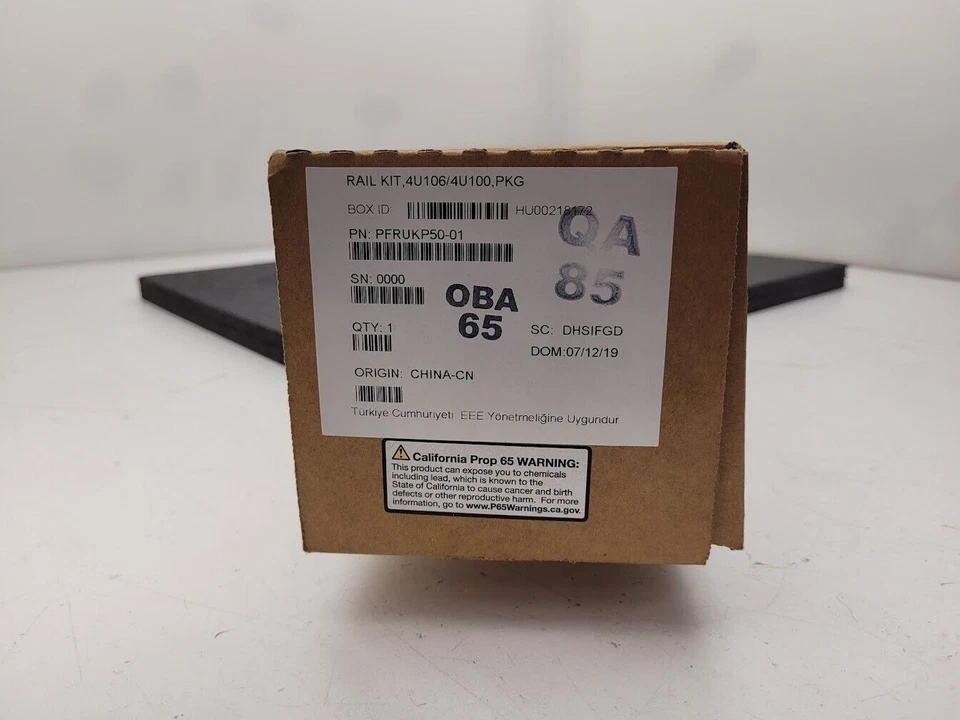 RAIL KIT,4U106/4U100,PKG
BOX ID: HU00218172
PN: PFRUKP50-01
SN: 0000
QTY: 1
OBA
65
QA
85
SC: DHSIFGD
DOM:07/12/19
ORIGIN: CHINA-CN
Türkiye Cumhuriyeti: EEE Yönetmeliğine Uygundur
California Prop 65 WARNING:
This product can expose you to chemicals
including lead, which is known to the
State of California to cause cancer and birth
defects or other reproductive harm. For more
information, go to www.P65Warnings.ca.gov.